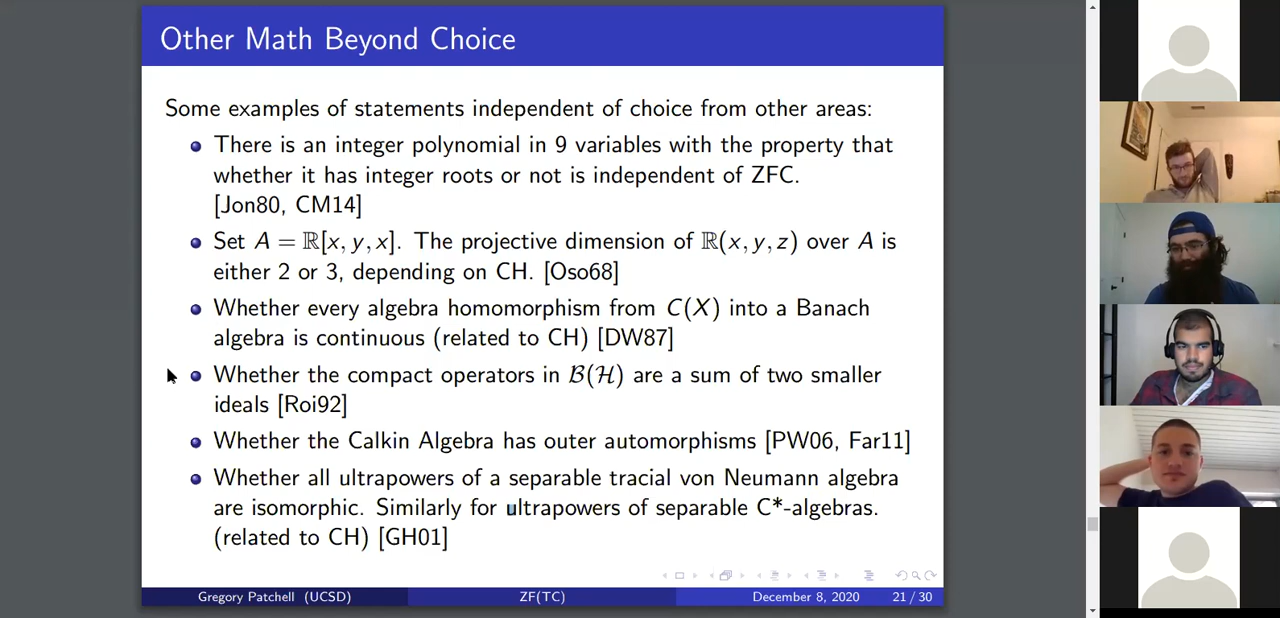 Other Math Beyond Choice
Some examples of statements independent of choice from other areas:
There is an integer polynomial in 9 variables with the property that
whether it has integer roots or not is independent of ZFC.
[Jon80, CM14]
Set A = ℝ[x, y, x]. The projective dimension of ℝ(x, y, z) over A is
either 2 or 3, depending on CH. [Oso68]
Whether every algebra homomorphism from C(X) into a Banach
algebra is continuous (related to CH) [DW87]
Whether the compact operators in ℬ(ℋ) are a sum of two smaller
ideals [Roi92]
Whether the Calkin Algebra has outer automorphisms [PW06, Far11]
Whether all ultrapowers of a separable tracial von Neumann algebra
are isomorphic. Similarly for ultrapowers of separable C*-algebras.
(related to CH) [GH01]
Gregory Patchell (UCSD) ZF(TC) December 8, 2020 21 / 30